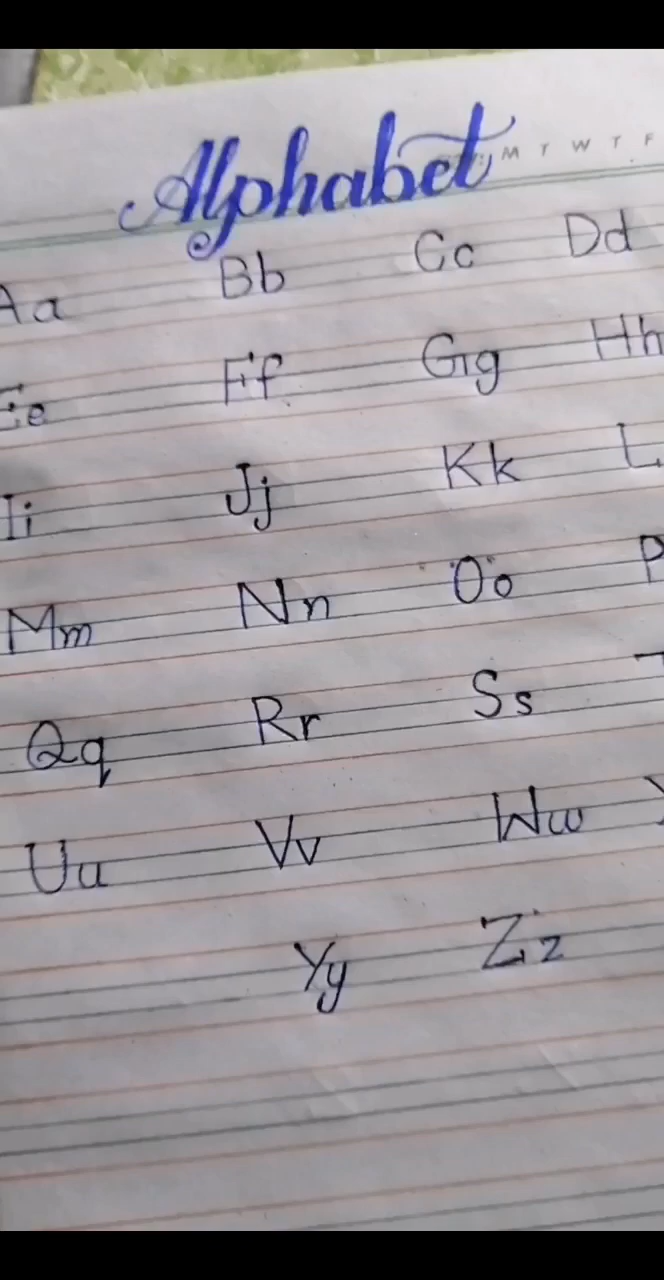 Alphabet
M T W T F
Aa Bb Cc Dd
Ee Ff Gg Hh
Ii Jj Kk L
Mm Nn Oo P
Qq Rr Ss T
Uu Vv Ww
Yy Zz